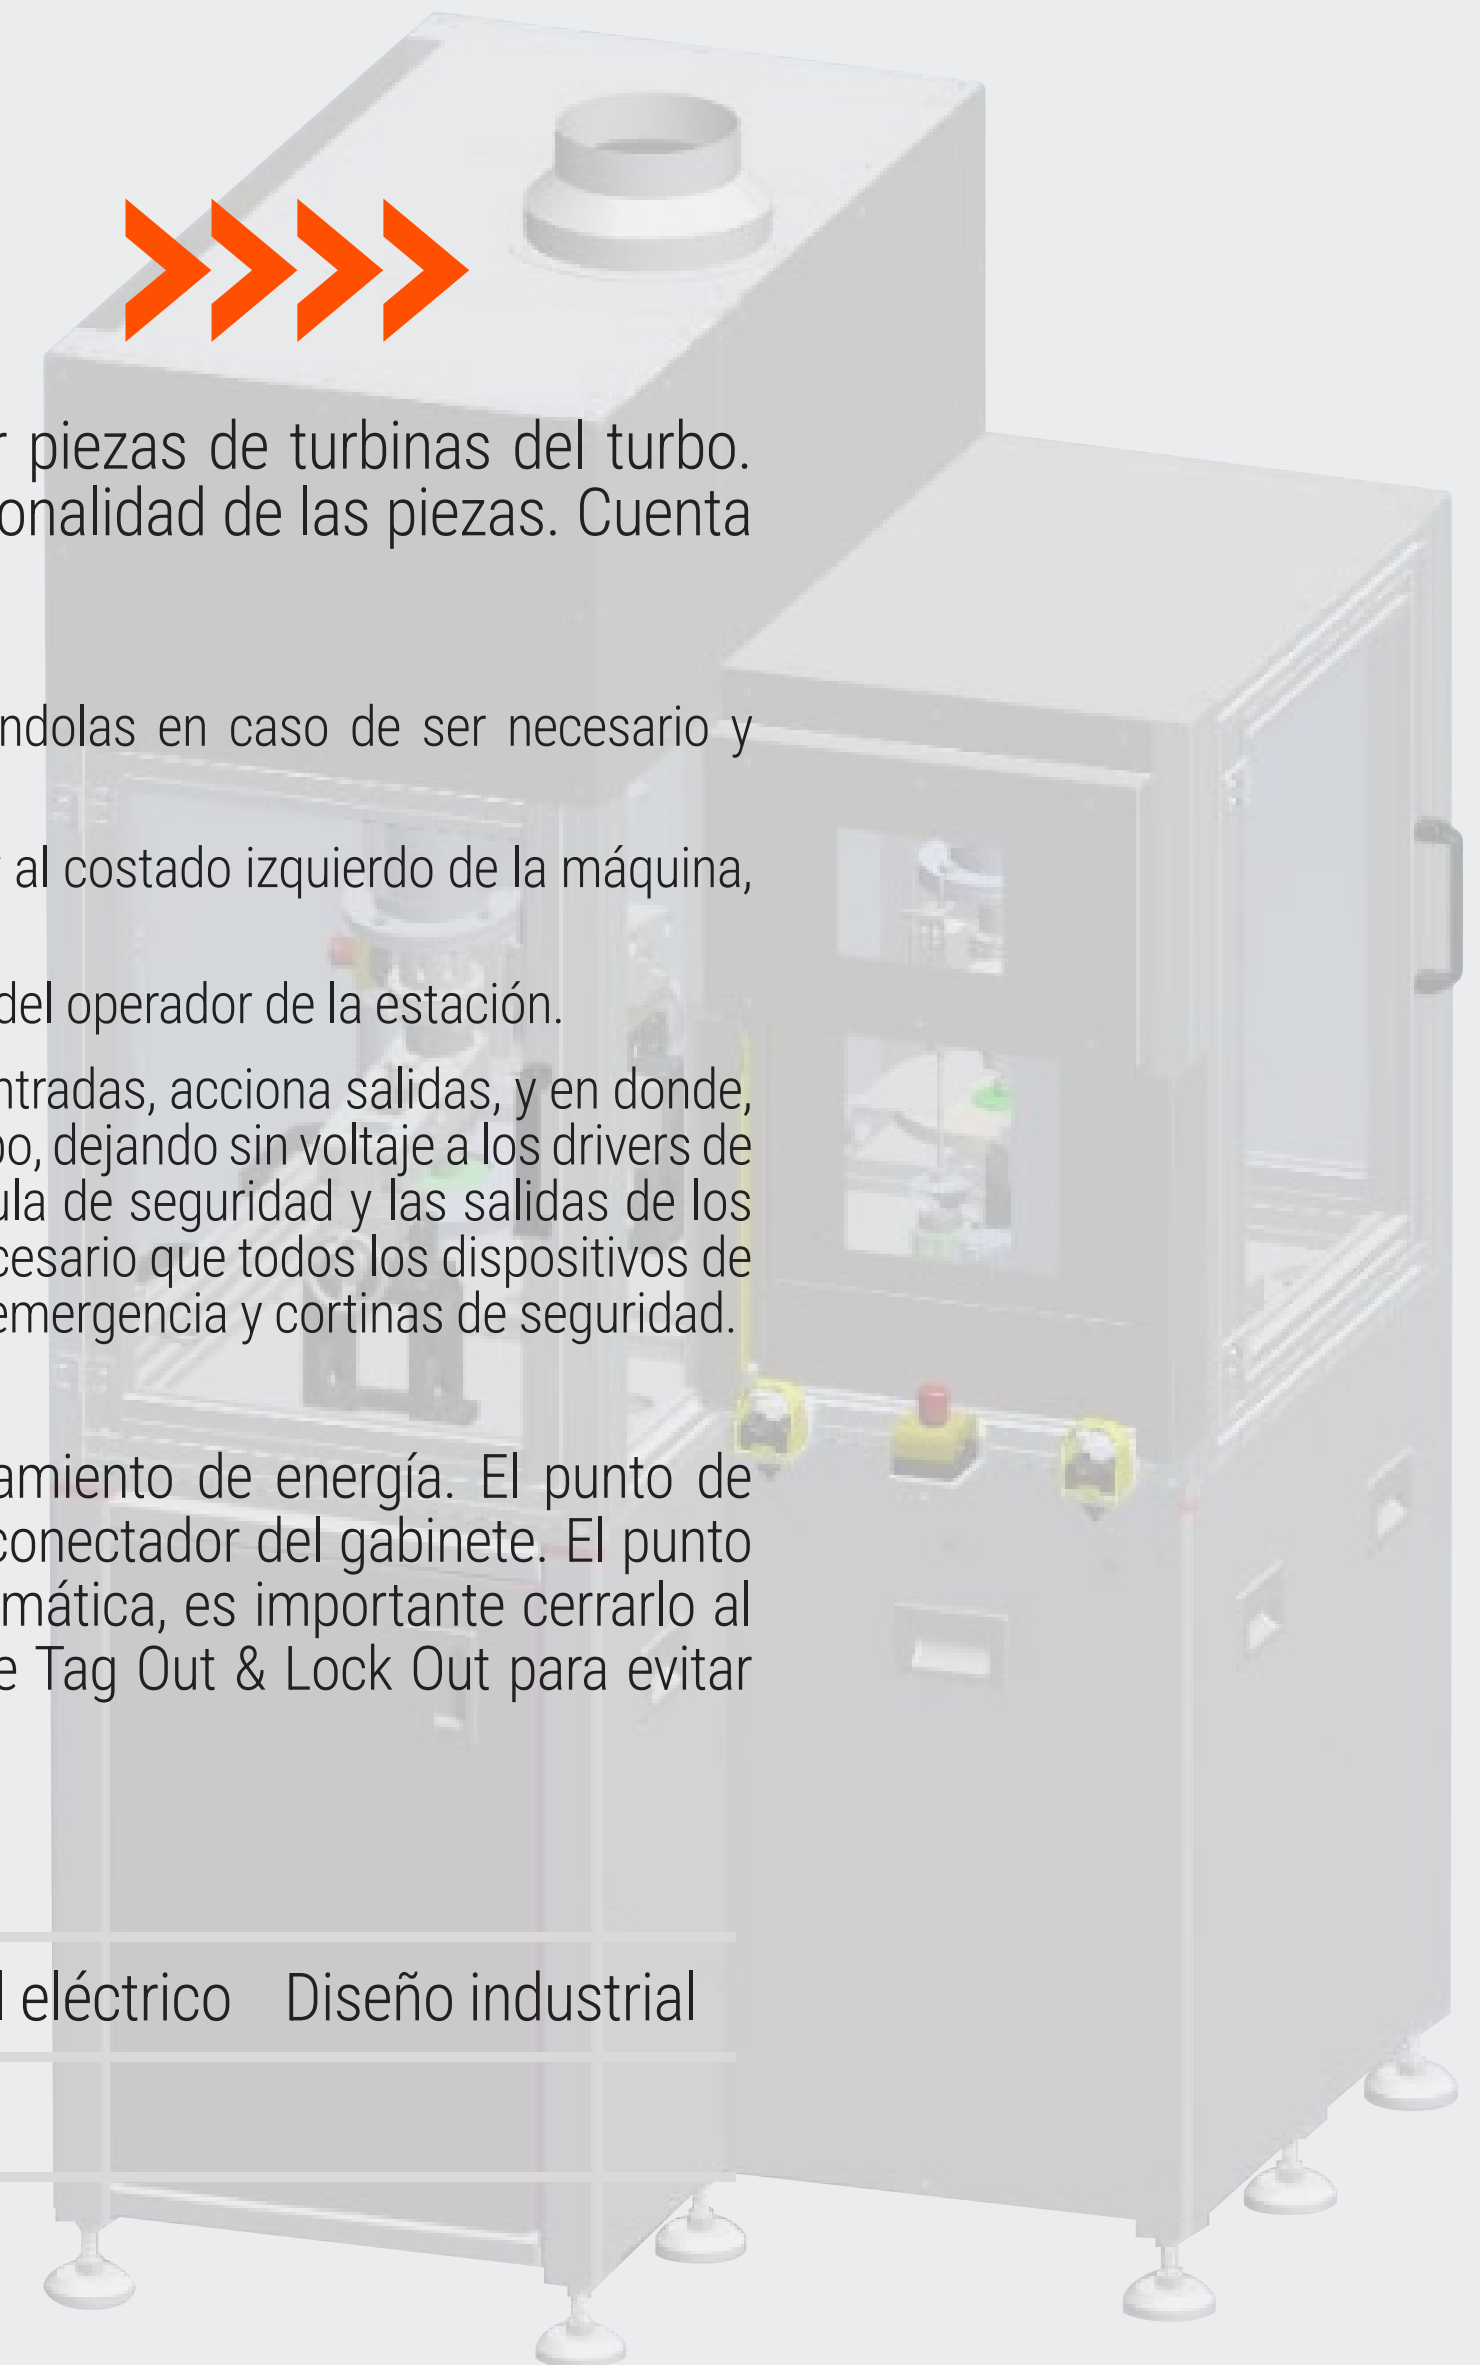 piezas de turbinas del turbo.
onalidad de las piezas. Cuenta
ndolas en caso de ser necesario y
al costado izquierdo de la máquina,
del operador de la estación.
ntradas, acciona salidas, y en donde,
po, dejando sin voltaje a los drivers de
ula de seguridad y las salidas de los
cesario que todos los dispositivos de
emergencia y cortinas de seguridad.
amiento de energía. El punto de
conectador del gabinete. El punto
mática, es importante cerrarlo al
e Tag Out & Lock Out para evitar
l eléctrico Diseño industrial